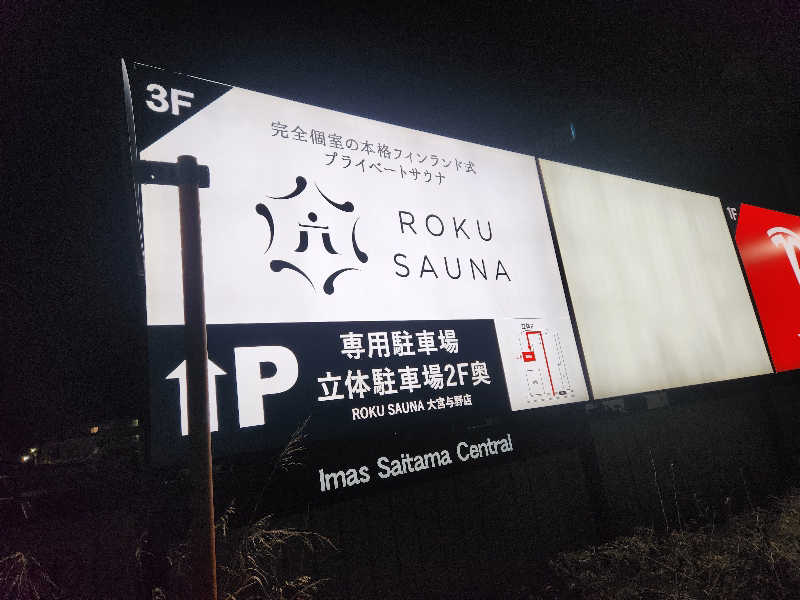 3F
完全個室の本格フィンランド式
プライベートサウナ
六
ROKU
SAUNA
P
専用駐車場
立体駐車場2F奥
ROKU SAUNA 大宮与野店
Imas Saitama Central
1F